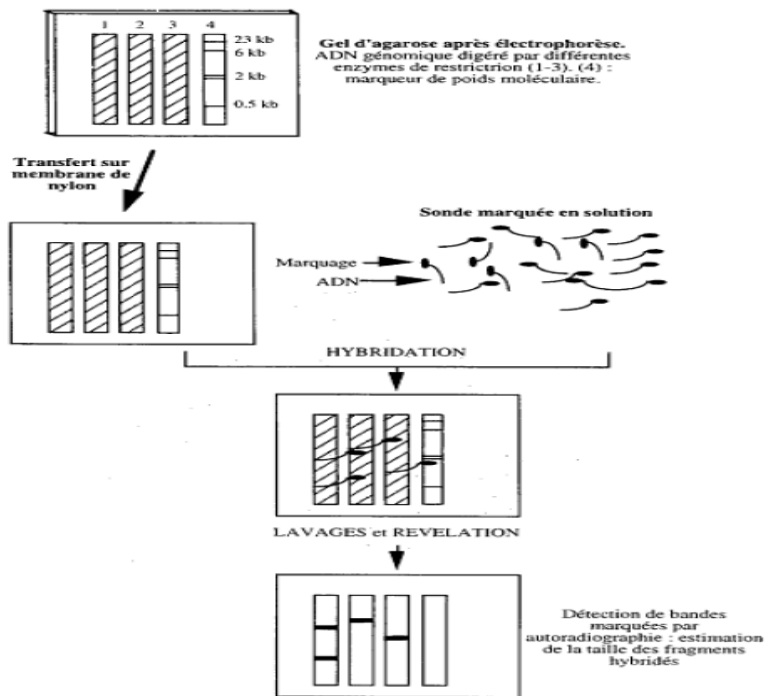 1 2 3 4
23 kb
6 kb
2 kb
0.5 kb
Gel d'agarose après électrophorèse.
ADN génomique digéré par différentes
enzymes de restrictrion (1-3). (4) :
marqueur de poids moléculaire.
Transfert sur
membrane de
nylon
Sonde marquée en solution
Marquage
ADN
HYBRIDATION
LAVAGES et REVELATION
Détection de bandes
marquées par
autoradiographie : estimation
de la taille des fragments
hybridés